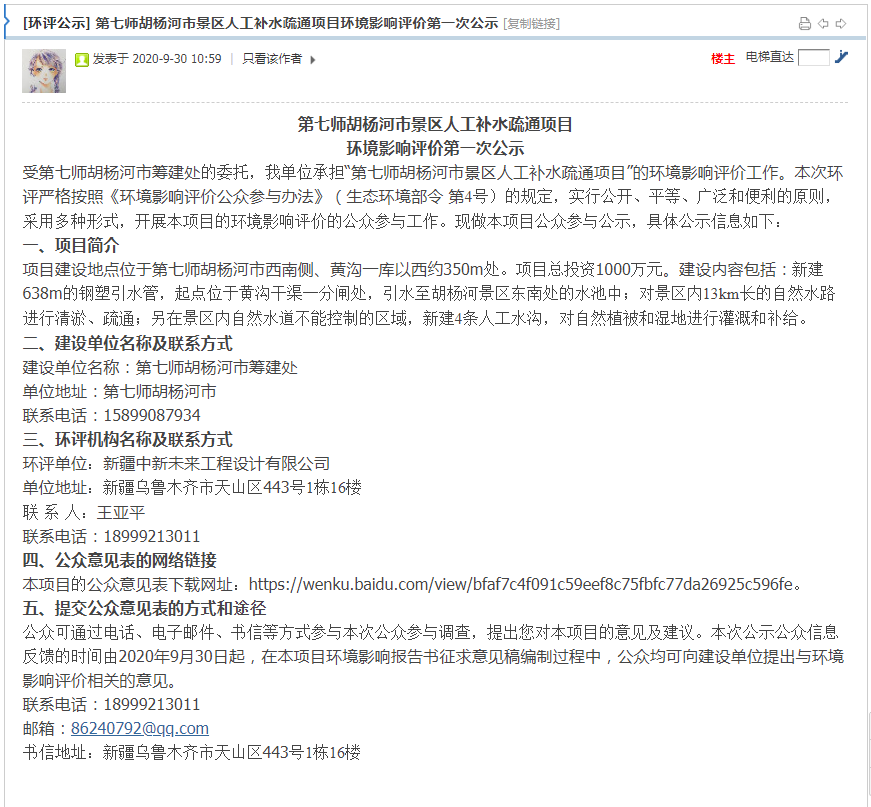 [环评公示] 第七师胡杨河市景区人工补水疏通项目环境影响评价第一次公示 [复制链接]
发表于 2020-9-30 10:59 | 只看该作者
楼主 电梯直达
第七师胡杨河市景区人工补水疏通项目
环境影响评价第一次公示
受第七师胡杨河市筹建处的委托，我单位承担“第七师胡杨河市景区人工补水疏通项目”的环境影响评价工作。本次环
评严格按照《环境影响评价公众参与办法》（生态环境部令 第4号）的规定，实行公开、平等、广泛和便利的原则，
采用多种形式，开展本项目的环境影响评价的公众参与工作。现做本项目公众参与公示，具体公示信息如下：
一、项目简介
项目建设地点位于第七师胡杨河市西南侧、黄沟一库以西约350m处。项目总投资1000万元。建设内容包括：新建
638m的钢塑引水管，起点位于黄沟干渠一分闸处，引水至胡杨河景区东南处的水池中；对景区内13km长的自然水路
进行清淤、疏通；另在景区内自然水道不能控制的区域，新建4条人工水沟，对自然植被和湿地进行灌溉和补给。
二、建设单位名称及联系方式
建设单位名称：第七师胡杨河市筹建处
单位地址：第七师胡杨河市
联系电话：15899087934
三、环评机构名称及联系方式
环评单位：新疆中新未来工程设计有限公司
单位地址：新疆乌鲁木齐市天山区443号1栋16楼
联 系 人：王亚平
联系电话：18999213011
四、公众意见表的网络链接
本项目的公众意见表下载网址：https://wenku.baidu.com/view/bfaf7c4f091c59eef8c75fbfc77da26925c596fe。
五、提交公众意见表的方式和途径
公众可通过电话、电子邮件、书信等方式参与本次公众参与调查，提出您对本项目的意见及建议。本次公示公众信息
反馈的时间由2020年9月30日起，在本项目环境影响报告书征求意见稿编制过程中，公众均可向建设单位提出与环境
影响评价相关的意见。
联系电话：18999213011
邮箱：86240792@qq.com
书信地址：新疆乌鲁木齐市天山区443号1栋16楼